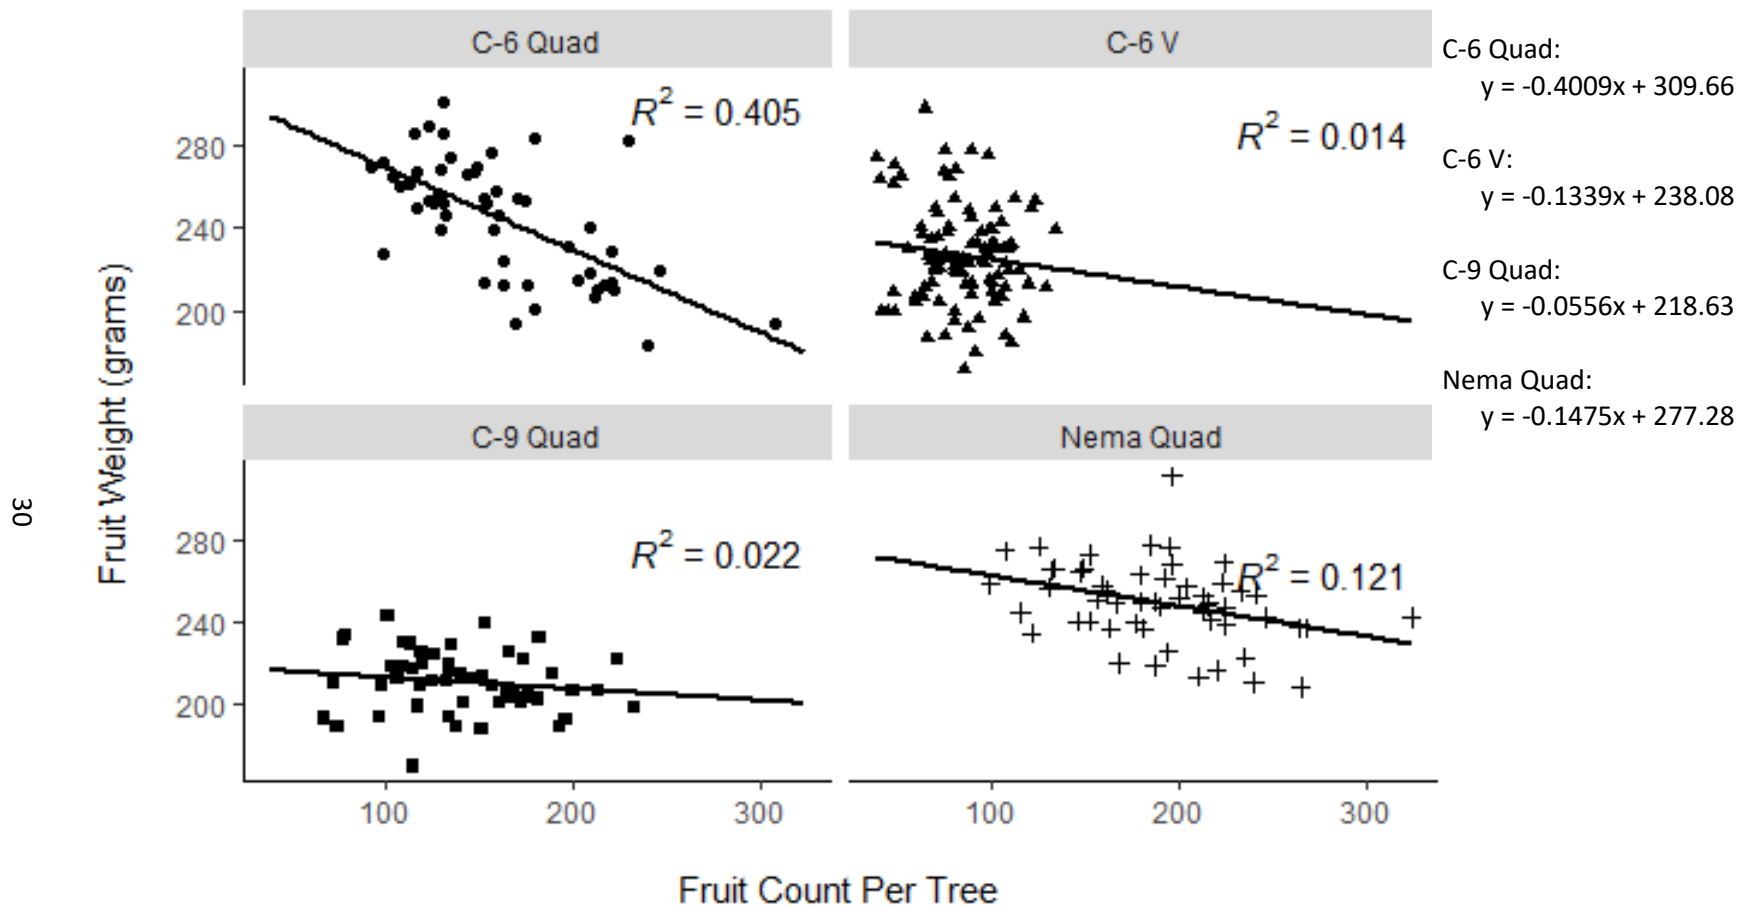 C-6 Quad
C-6 V
R² = 0.405
R² = 0.014
280
240
200
C-9 Quad
Nema Quad
R² = 0.022
R² = 0.121
280
240
200
100
200
300
100
200
300
Fruit Weight (grams)
Fruit Count Per Tree
C-6 Quad:
y = -0.4009x + 309.66
C-6 V:
y = -0.1339x + 238.08
C-9 Quad:
y = -0.0556x + 218.63
Nema Quad:
y = -0.1475x + 277.28
30